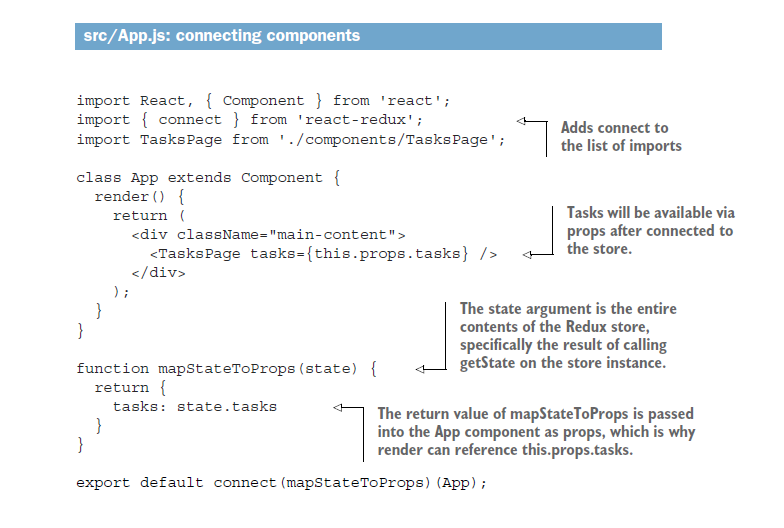 src/App.js: connecting components
import React, { Component } from 'react';
import { connect } from 'react-redux';
import TasksPage from './components/TasksPage';
Adds connect to
the list of imports
class App extends Component {
render() {
return (
<div className="main-content">
<TasksPage tasks={this.props.tasks} />
</div>
);
}
}
Tasks will be available via
props after connected to
the store.
The state argument is the entire
contents of the Redux store,
specifically the result of calling
getState on the store instance.
function mapStateToProps(state) {
return {
tasks: state.tasks
}
}
The return value of mapStateToProps is passed
into the App component as props, which is why
render can reference this.props.tasks.
export default connect(mapStateToProps)(App);